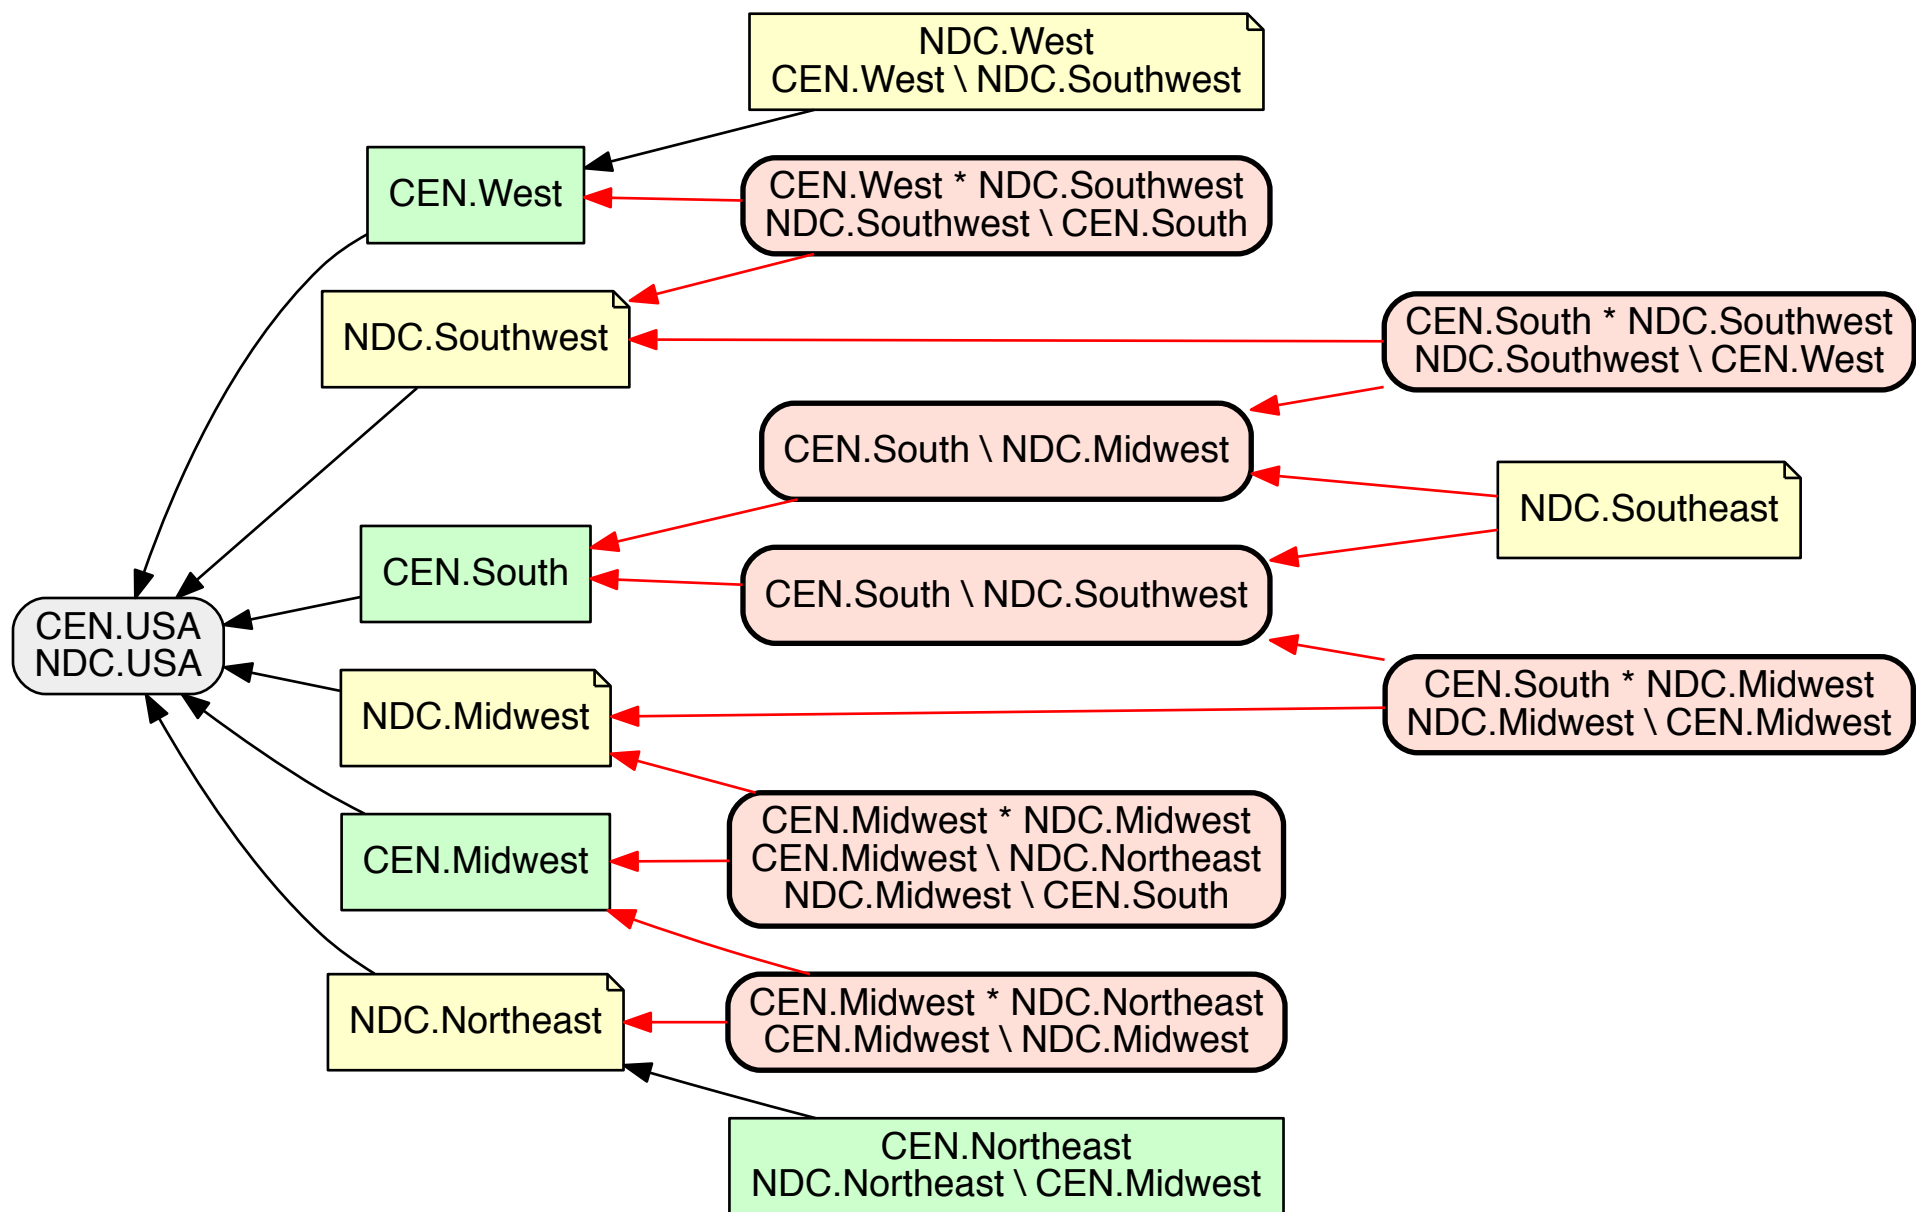 NDC.West
CEN.West \ NDC.Southwest
CEN.West
CEN.West * NDC.Southwest
NDC.Southwest \ CEN.South
NDC.Southwest
CEN.South * NDC.Southwest
NDC.Southwest \ CEN.West
CEN.South \ NDC.Midwest
NDC.Southeast
CEN.South
CEN.South \ NDC.Southwest
CEN.USA
NDC.USA
NDC.Midwest
CEN.South * NDC.Midwest
NDC.Midwest \ CEN.Midwest
CEN.Midwest
CEN.Midwest * NDC.Midwest
CEN.Midwest \ NDC.Northeast
NDC.Midwest \ CEN.South
NDC.Northeast
CEN.Midwest * NDC.Northeast
CEN.Midwest \ NDC.Midwest
CEN.Northeast
NDC.Northeast \ CEN.Midwest